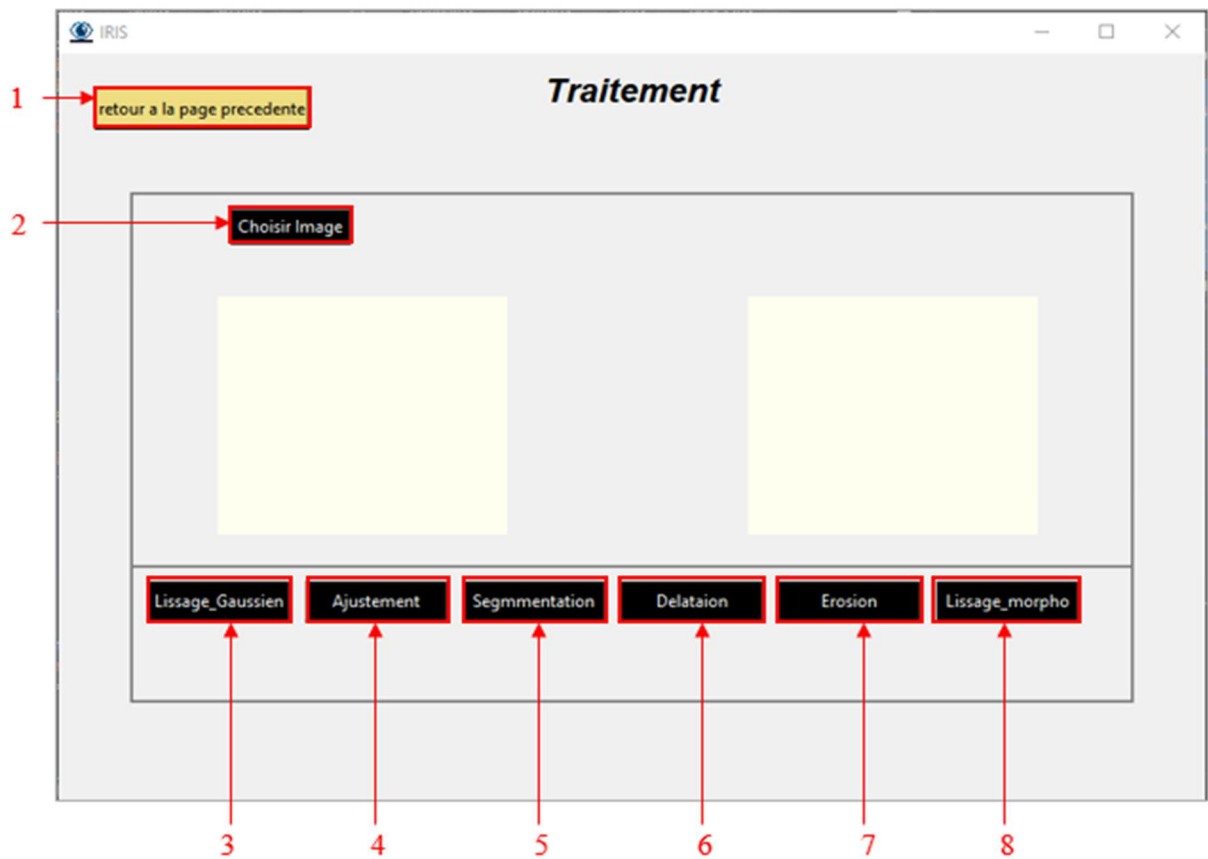 IRIS
Traitement
1
retour a la page precedente
2
Choisir Image
Lissage_Gaussien Ajustement Segmmentation Delataion Erosion Lissage_morpho
3 4 5 6 7 8